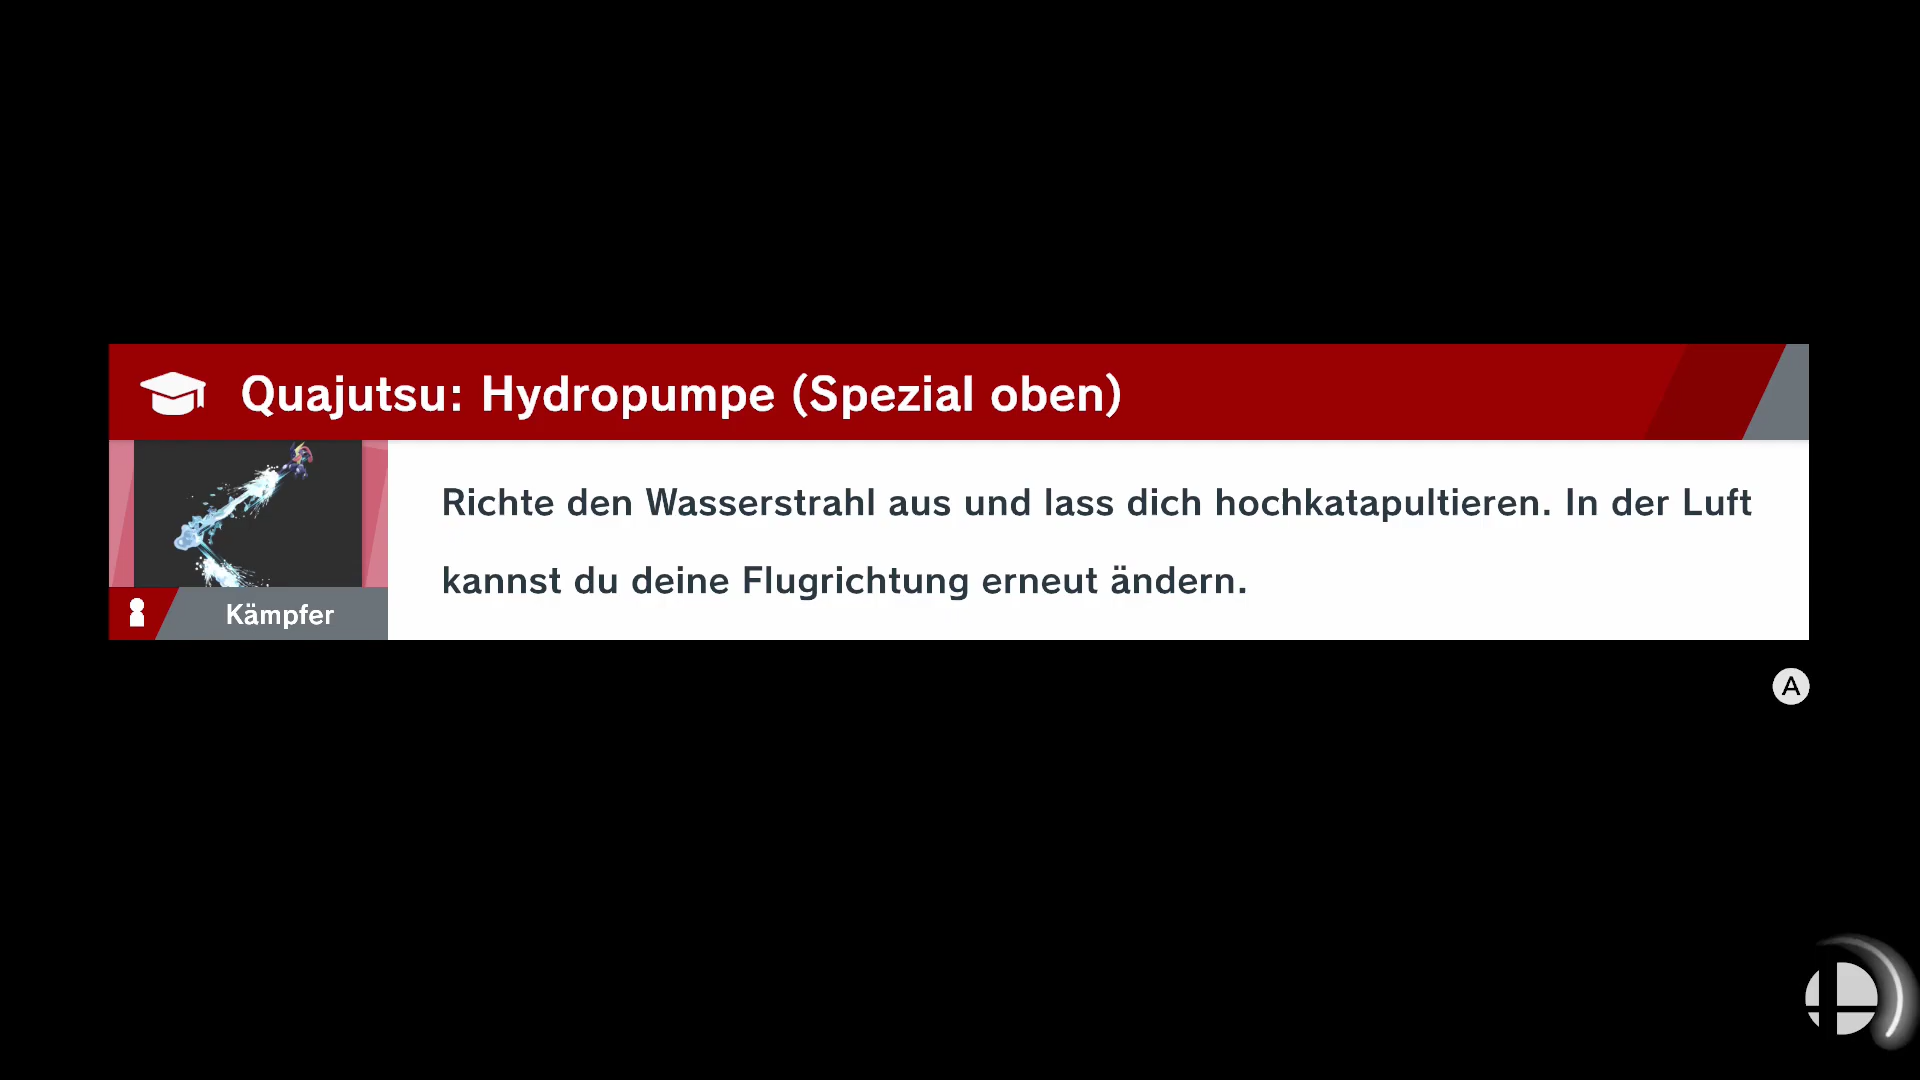 Quajutsu: Hydropumpe (Spezial oben)
Richte den Wasserstrahl aus und lass dich hochkatapultieren. In der Luft
kannst du deine Flugrichtung erneut ändern.
Kämpfer
A